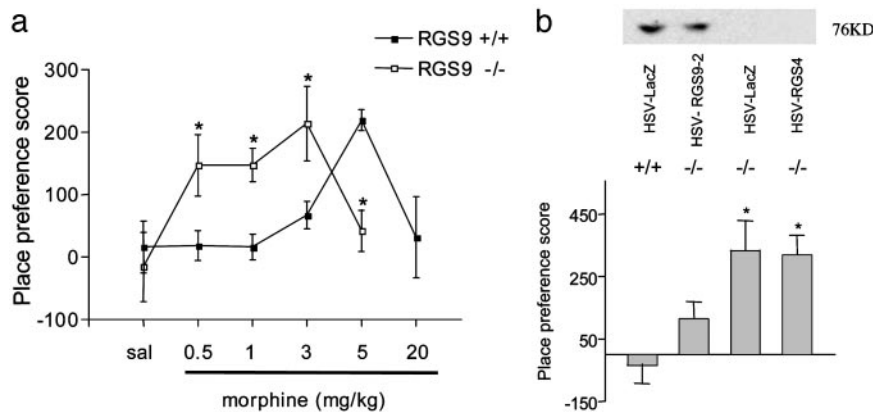 a
RGS9 +/+
RGS9 -/-
Place preference score
300
200
100
0
-100
* * * *
sal 0.5 1 3 5 20
morphine (mg/kg)
b
76KD
HSV-LacZ
HSV- RGS9-2
HSV-LacZ
HSV-RGS4
+/+ -/- -/- -/-
Place preference score
450
250
50
-150
* *